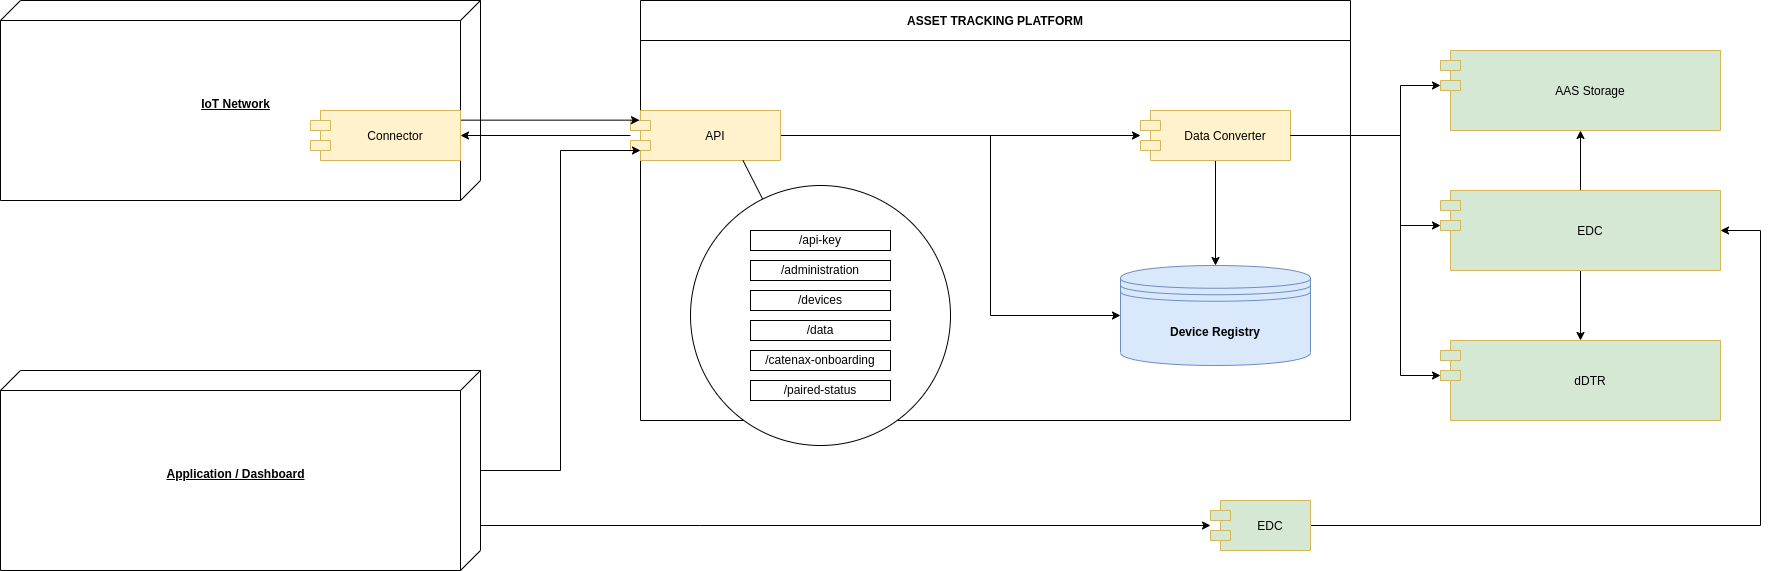 ASSET TRACKING PLATFORM
IoT Network
Connector
API
Data Converter
AAS Storage
EDC
/api-key
/administration
/devices
/data
/catenax-onboarding
/paired-status
Device Registry
dDTR
Application / Dashboard
EDC